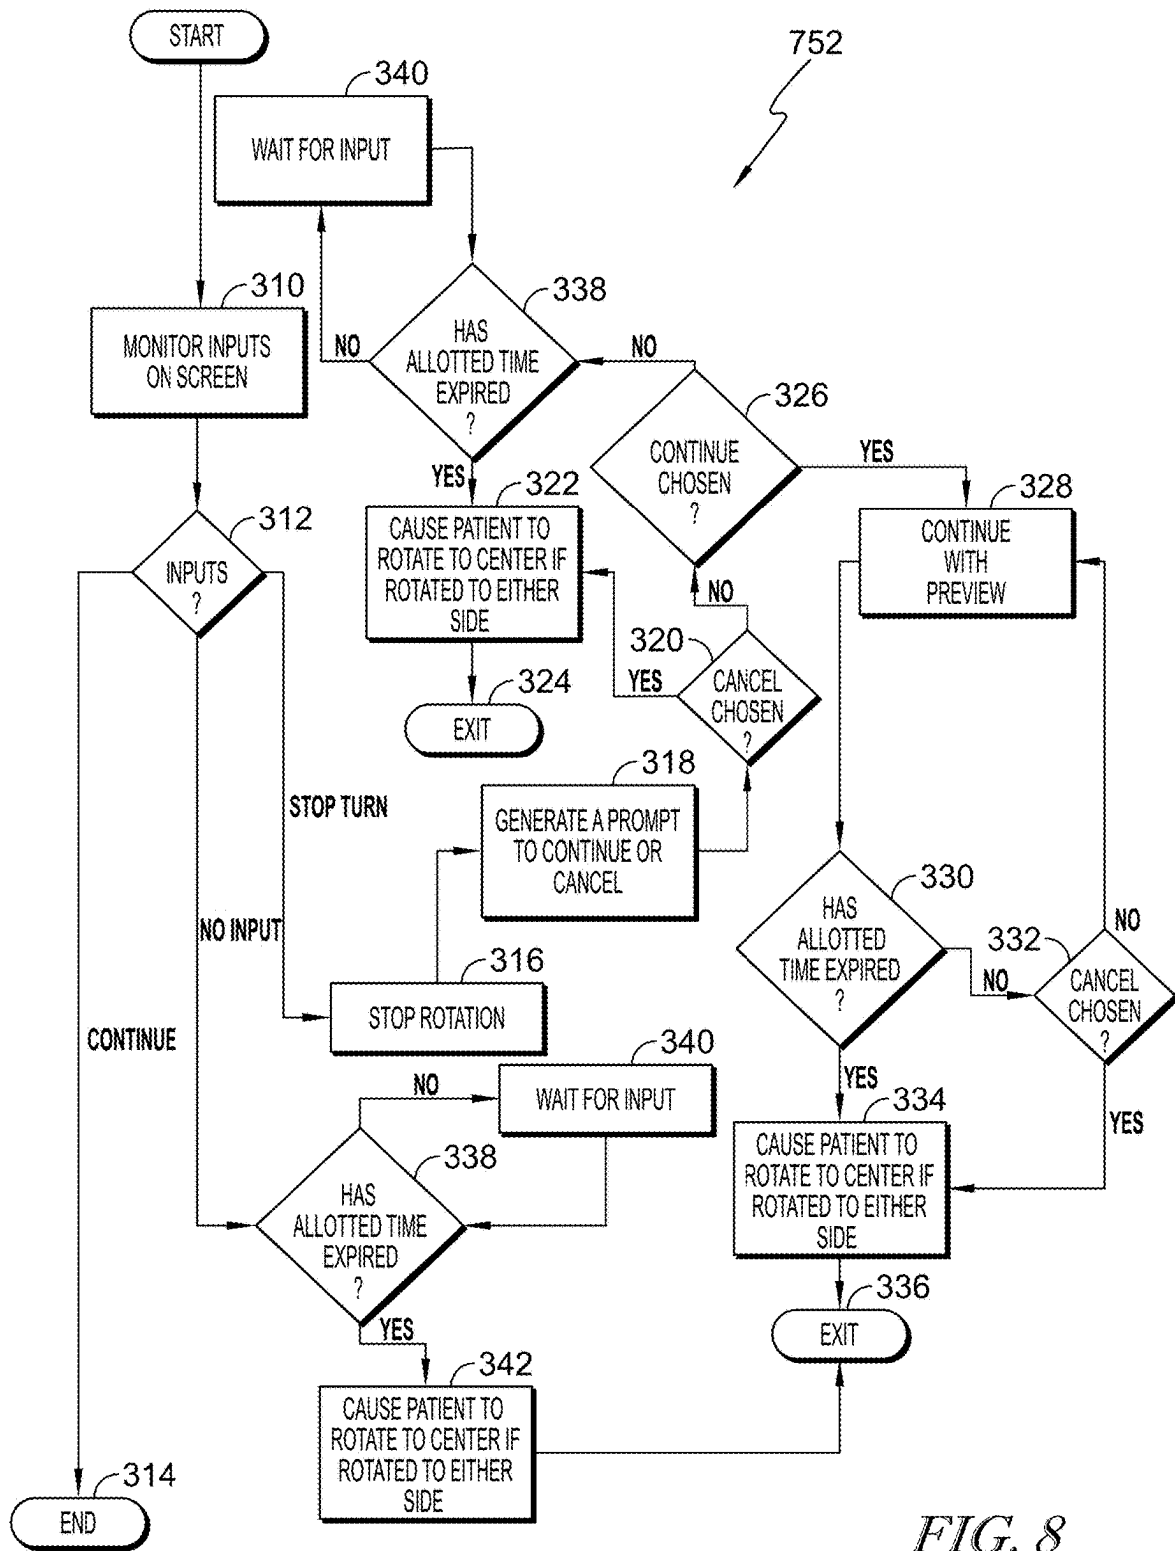 START
752
340
WAIT FOR INPUT
310
MONITOR INPUTS
ON SCREEN
338
HAS
ALLOTTED TIME
EXPIRED
?
NO
NO
YES
326
CONTINUE
CHOSEN
?
YES
NO
328
CONTINUE
WITH
PREVIEW
312
INPUTS
?
322
CAUSE PATIENT TO
ROTATE TO CENTER IF
ROTATED TO EITHER
SIDE
324
EXIT
320
YES
CANCEL
CHOSEN
?
STOP TURN
318
GENERATE A PROMPT
TO CONTINUE OR
CANCEL
330
HAS
ALLOTTED
TIME EXPIRED
?
NO
YES
NO
332
CANCEL
CHOSEN
?
YES
NO INPUT
316
STOP ROTATION
CONTINUE
340
WAIT FOR INPUT
NO
338
HAS
ALLOTTED TIME
EXPIRED
?
YES
334
CAUSE PATIENT TO
ROTATE TO CENTER IF
ROTATED TO EITHER
SIDE
336
EXIT
342
CAUSE PATIENT TO
ROTATE TO CENTER IF
ROTATED TO EITHER
SIDE
314
END
FIG. 8